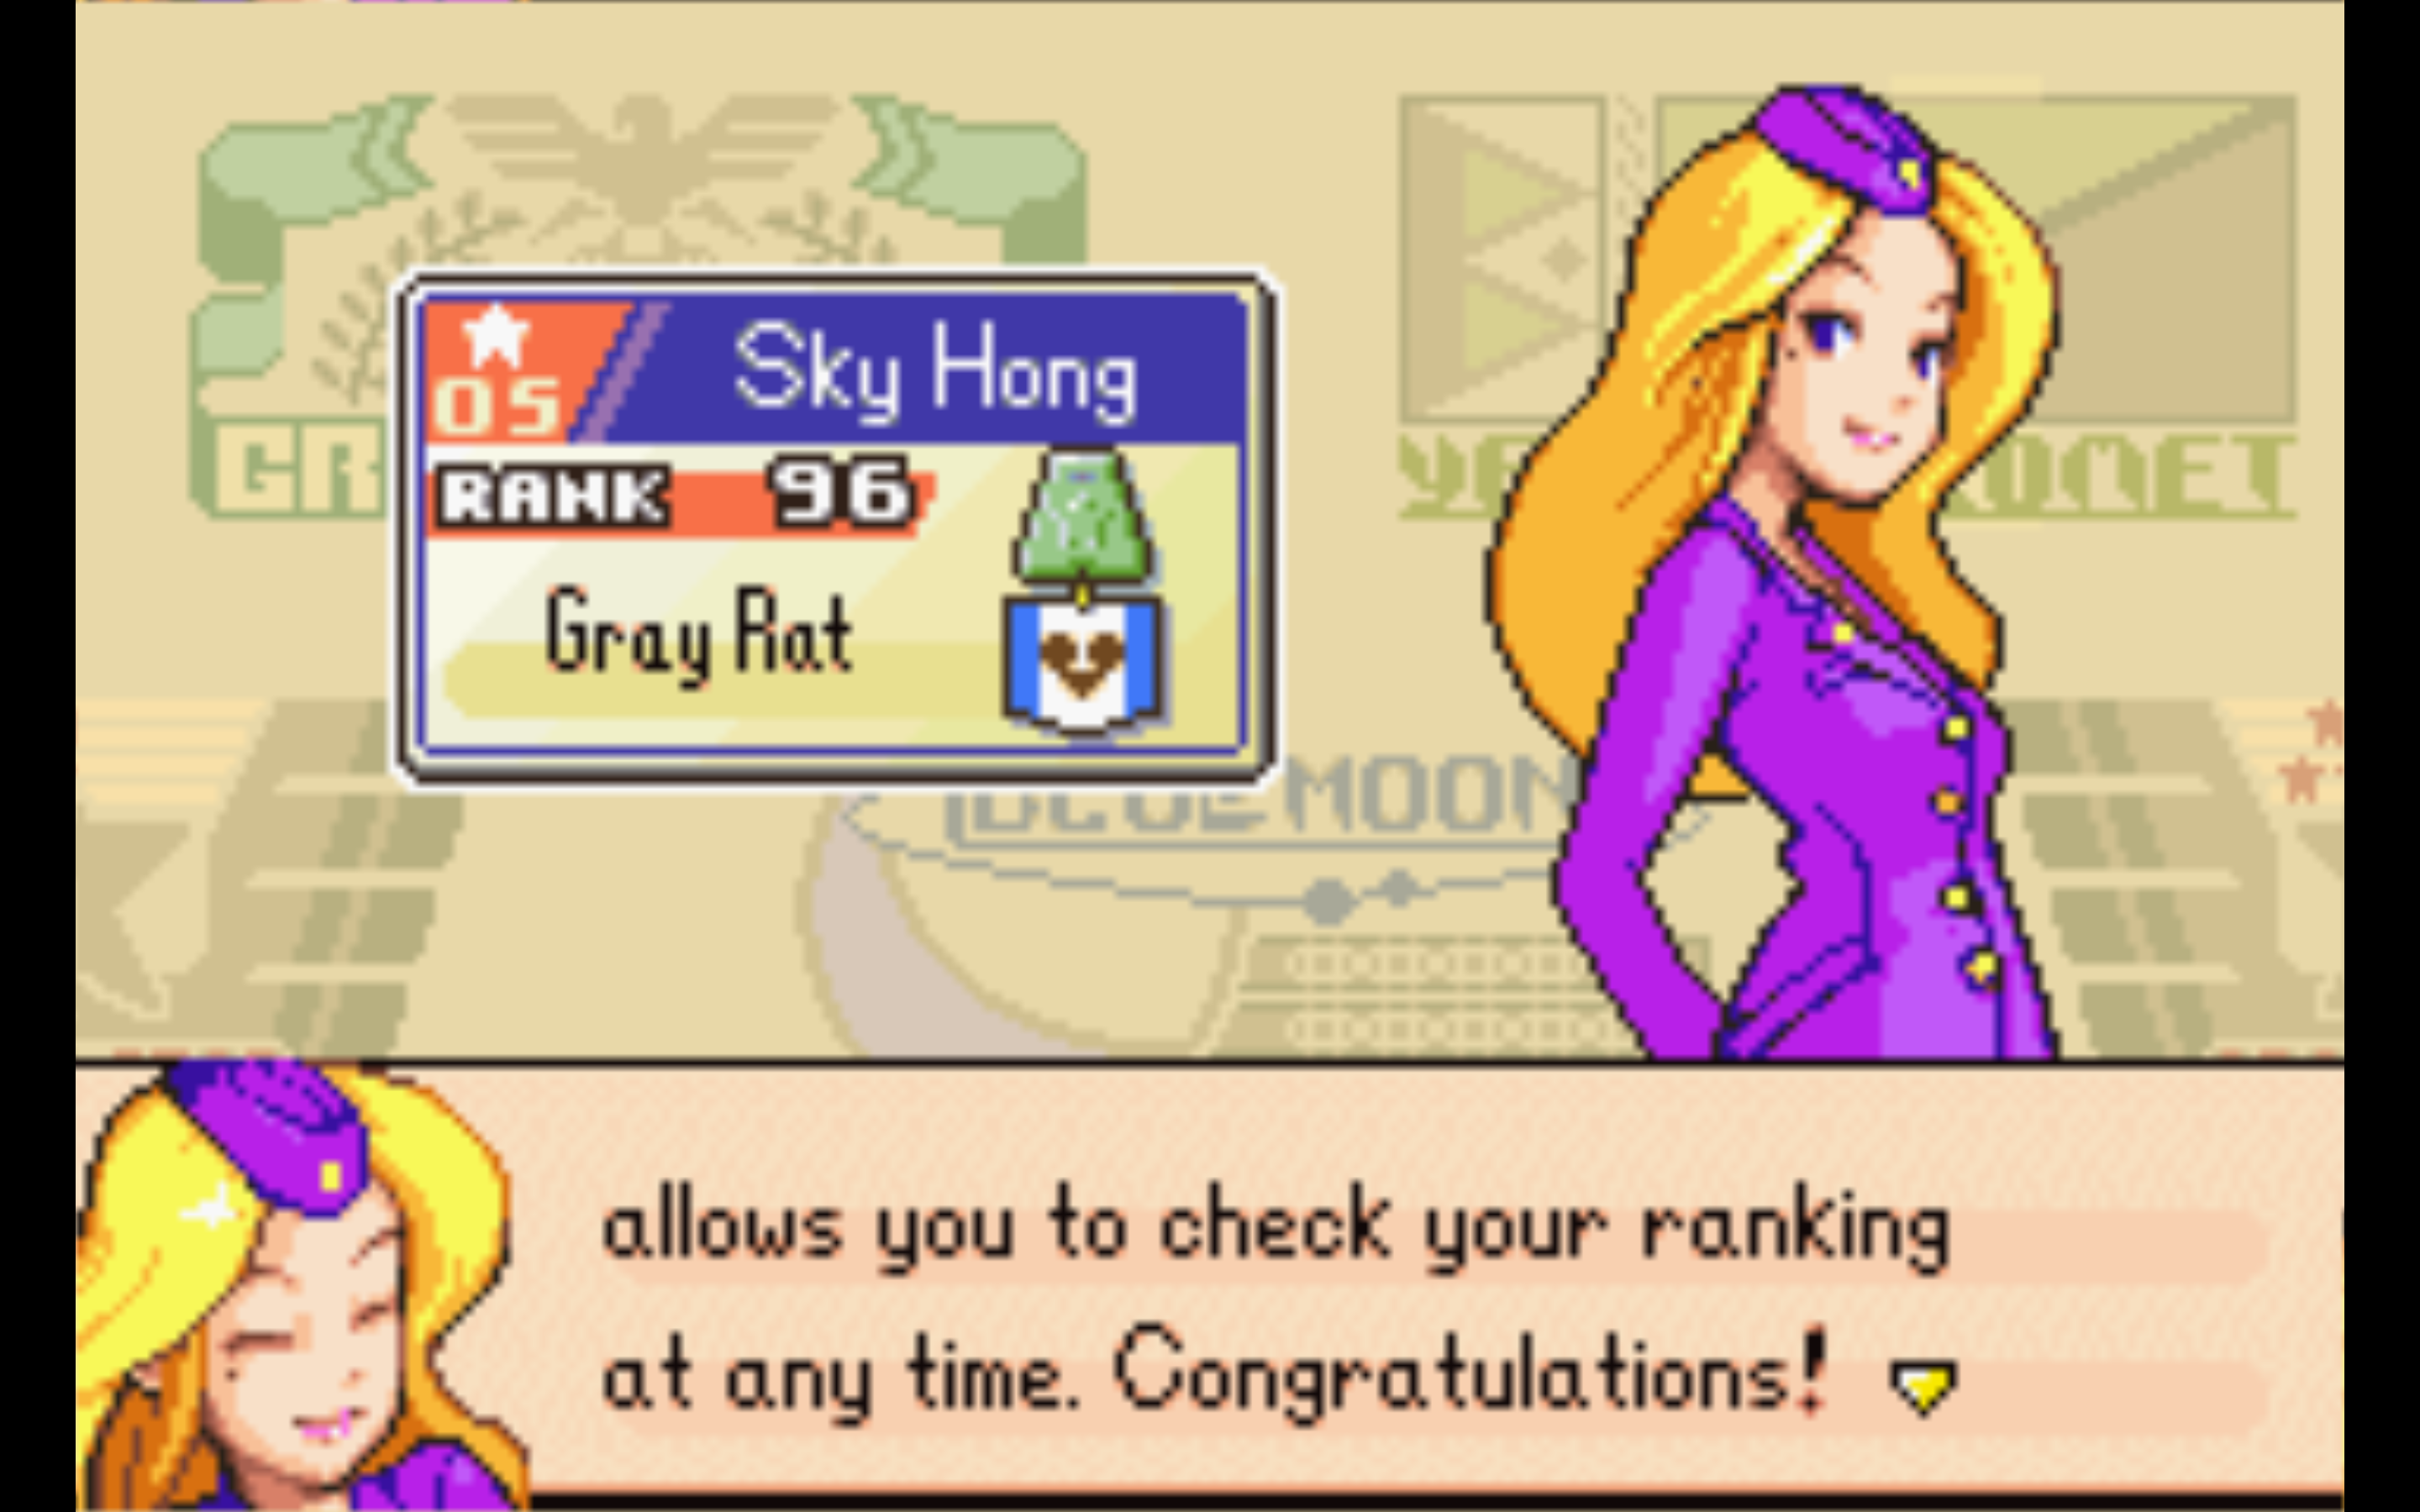 Sky Hong
05
RANK 96
Gray Rat
BLUE MOON
allows you to check your ranking
at any time. Congratulations!